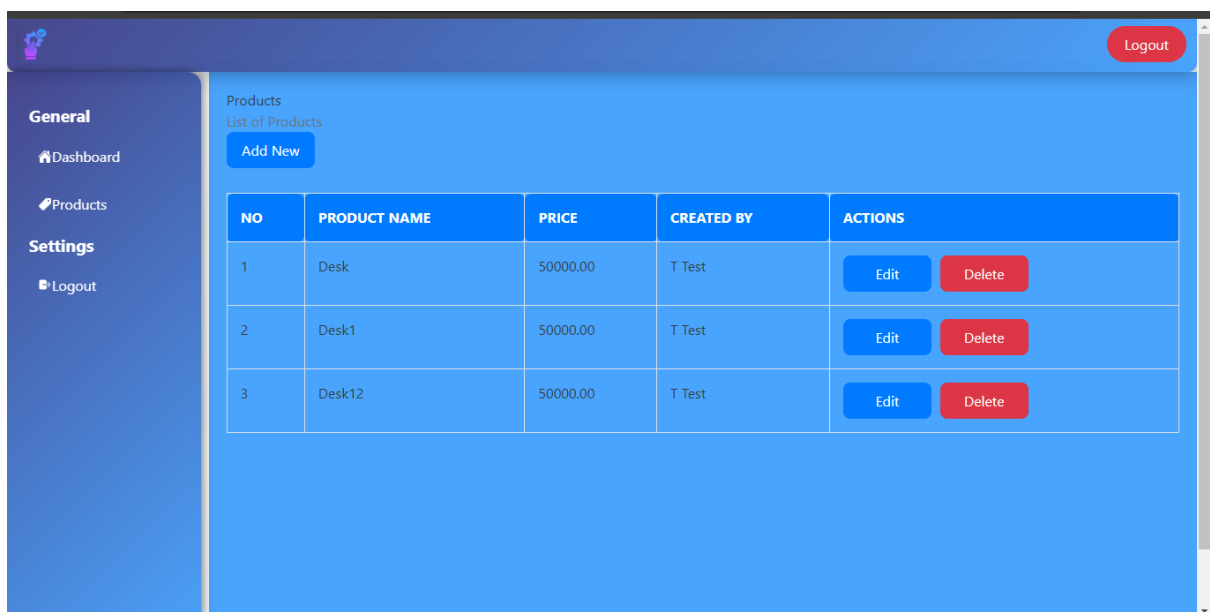 Logout
General
Dashboard
Products
Settings
Logout
Products
List of Products
Add New
NO PRODUCT NAME PRICE CREATED BY ACTIONS
1 Desk 50000.00 T Test Edit Delete
2 Desk1 50000.00 T Test Edit Delete
3 Desk12 50000.00 T Test Edit Delete